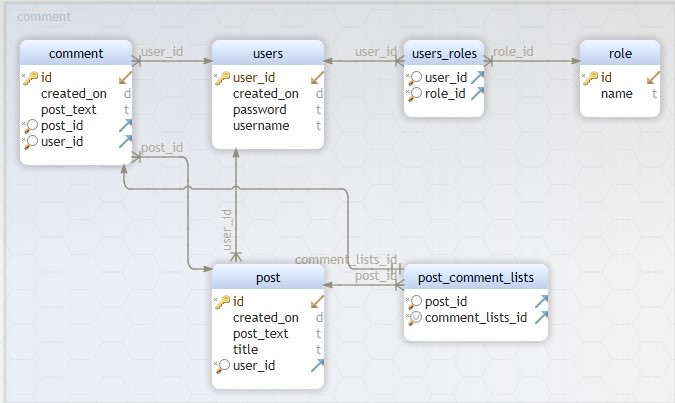 comment
comment
id
created_on d
post_text t
post_id
user_id
user_id
users
user_id
created_on d
password t
username t
user_id
users_roles
user_id
role_id
role_id
role
id
name t
post_id
user_id
comment_lists_id
post_id
post
id
created_on d
post_text t
title t
user_id
post_comment_lists
post_id
comment_lists_id